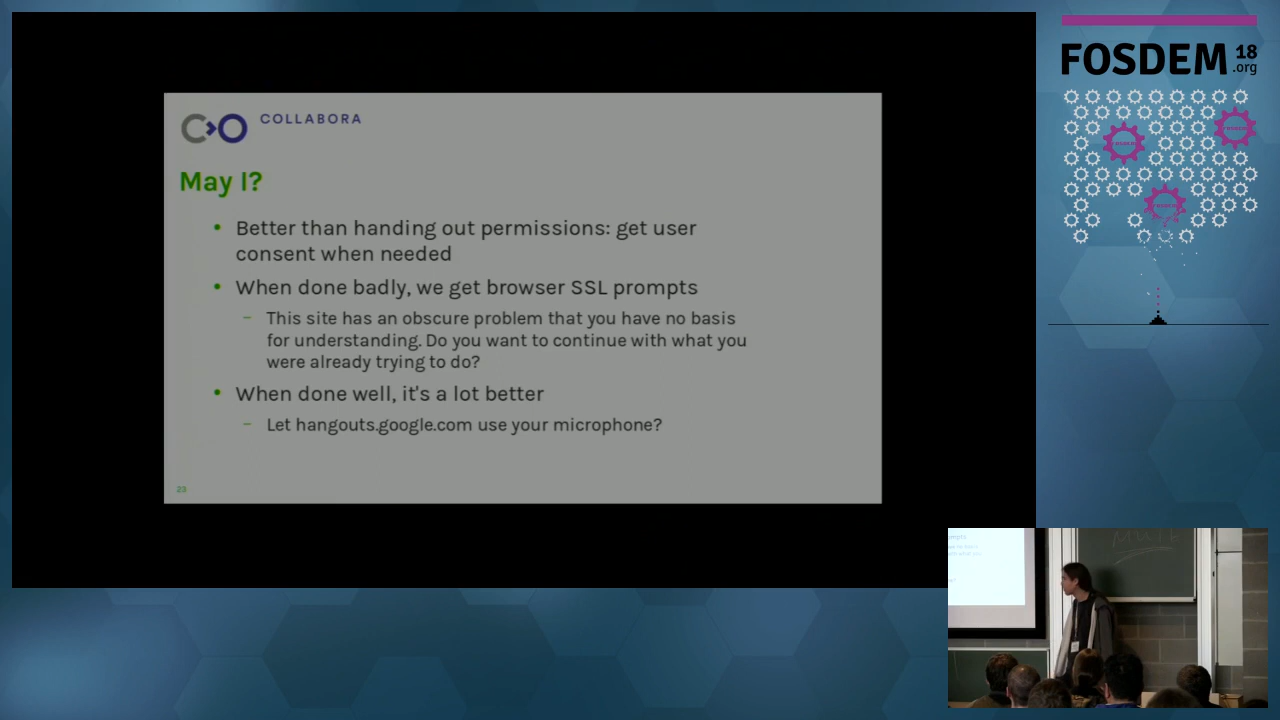 COLLABORA
May I?
• Better than handing out permissions: get user
consent when needed
• When done badly, we get browser SSL prompts
– This site has an obscure problem that you have no basis
for understanding. Do you want to continue with what you
were already trying to do?
• When done well, it's a lot better
– Let hangouts.google.com use your microphone?
23
FOSDEM 18
.org